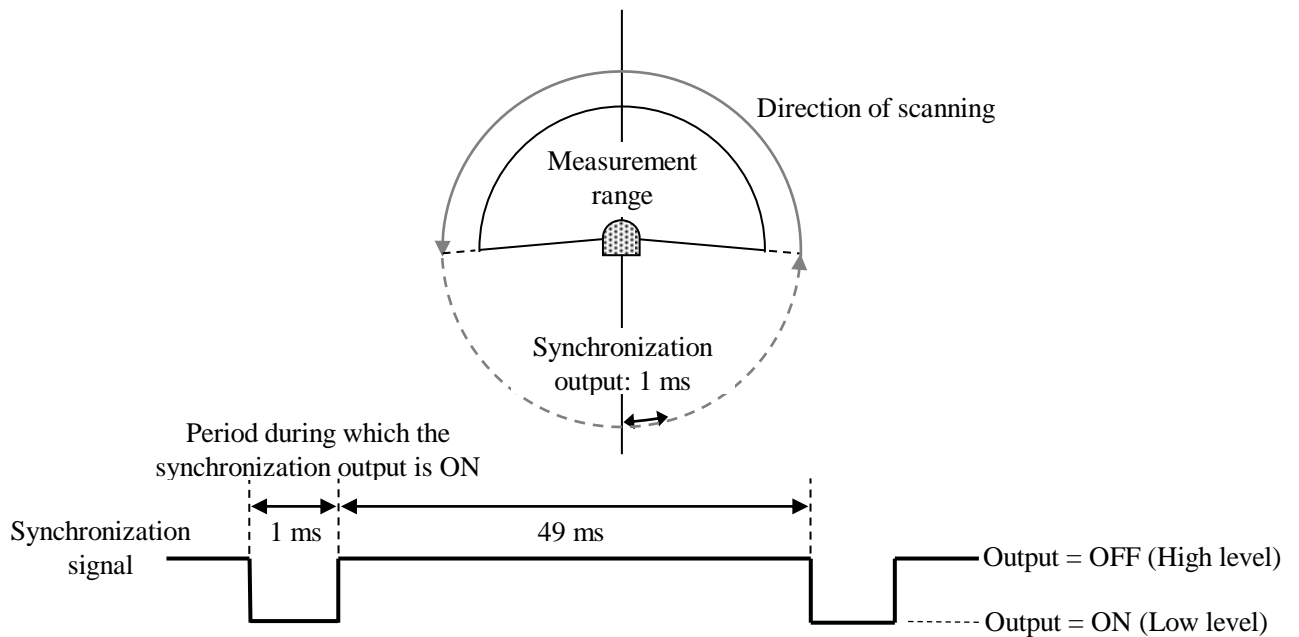 Direction of scanning
Measurement
range
Synchronization
output: 1 ms
Period during which the
synchronization output is ON
Synchronization
signal
1 ms
49 ms
Output = OFF (High level)
Output = ON (Low level)